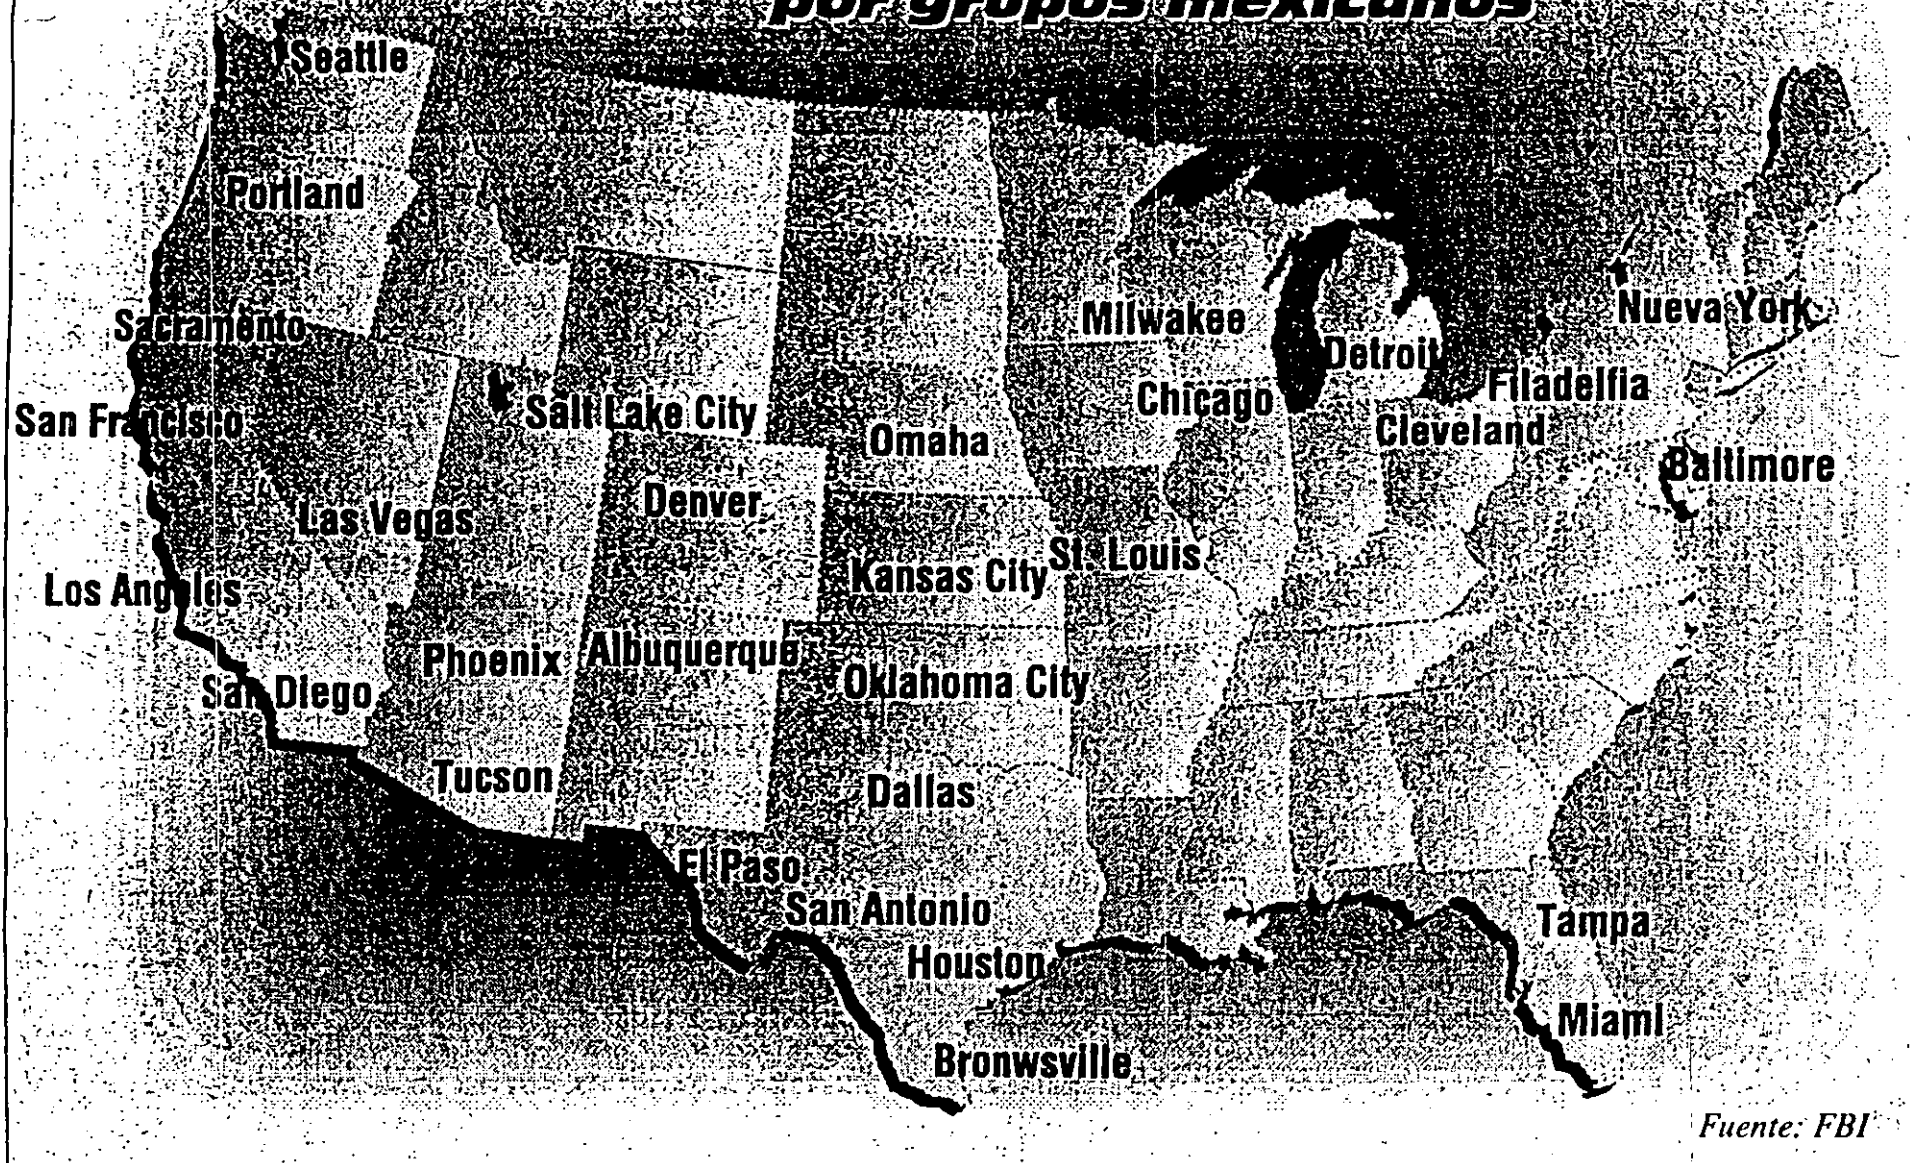 por grupos mexicanos
Seattle
Portland
Sacramento
Milwakee
Nueva York
Detroit
Filadelfia
Chicago
San Francisco
Salt Lake City
Omaha
Cleveland
Baltimore
Denver
Las Vegas
St. Louis
Kansas City
Los Angeles
Phoenix
Albuquerque
Oklahoma City
San Diego
Tucson
Dallas
El Paso
San Antonio
Tampa
Houston
Miami
Bronwsville
Fuente: FBI